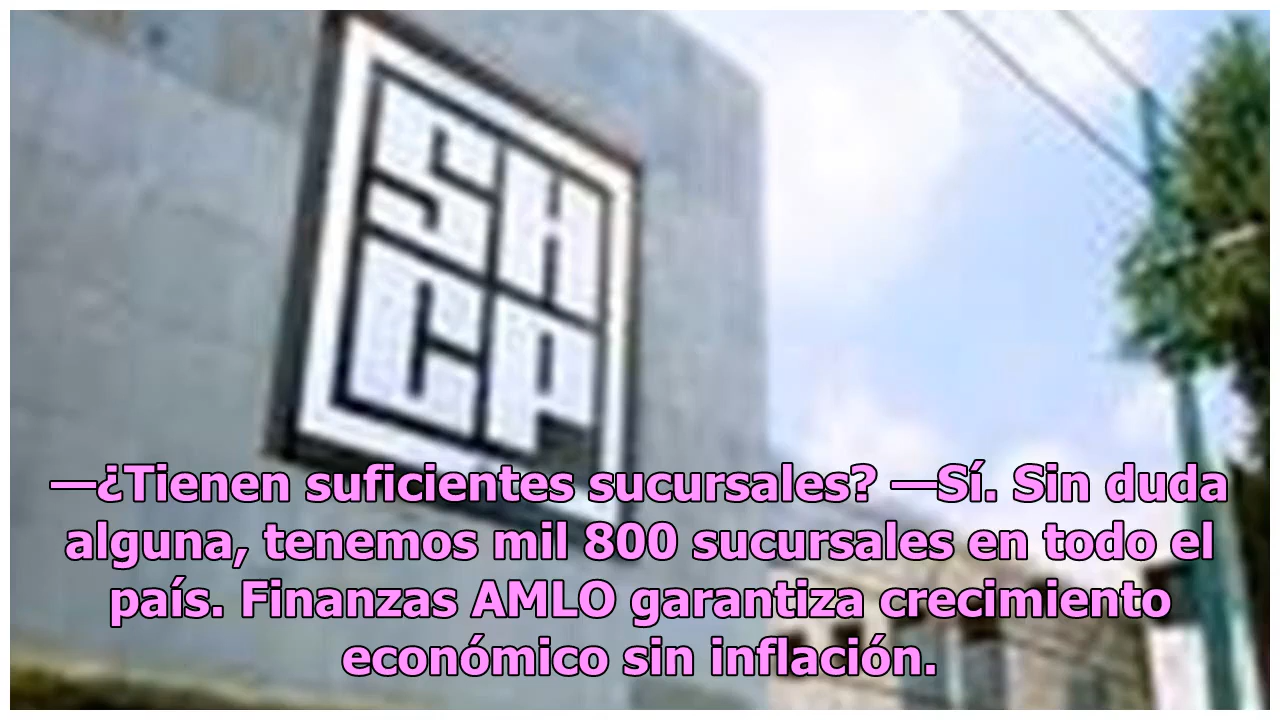 SH
CP
—¿Tienen suficientes sucursales? —Sí. Sin duda
alguna, tenemos mil 800 sucursales en todo el
país. Finanzas AMLO garantiza crecimiento
económico sin inflación.